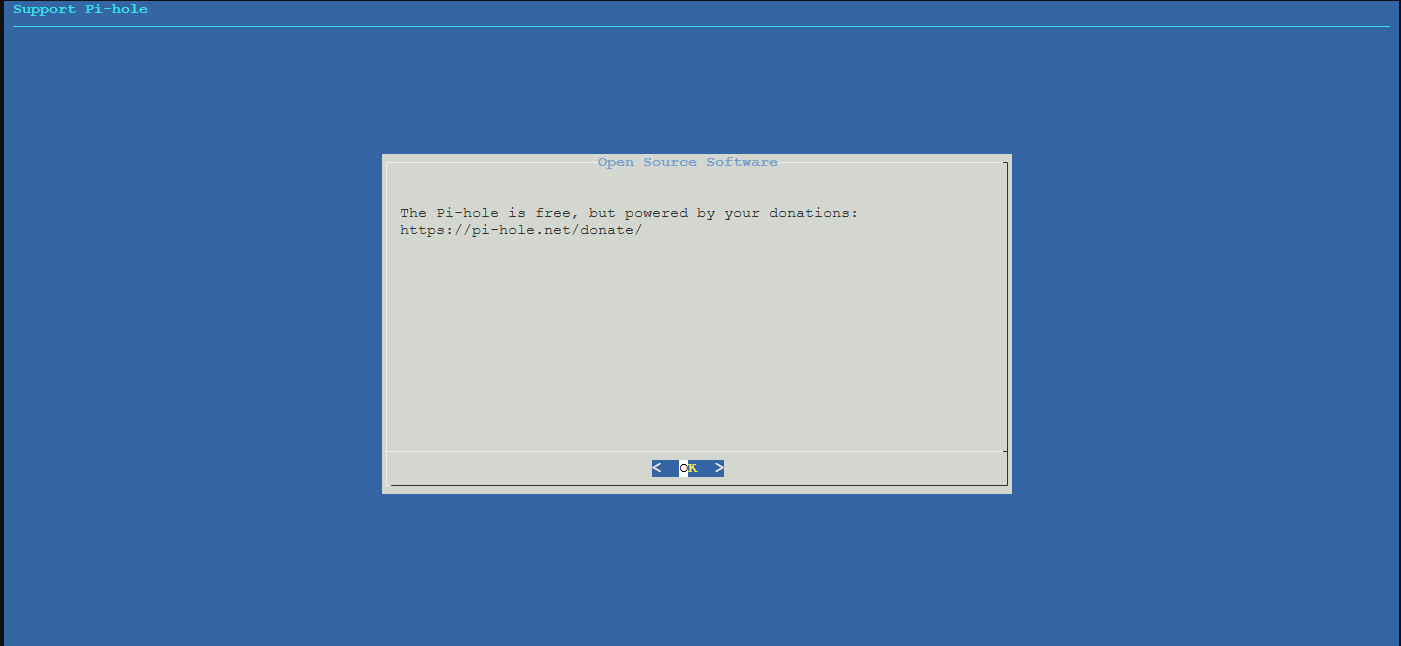 Support Pi-hole
Open Source Software
The Pi-hole is free, but powered by your donations:
https://pi-hole.net/donate/
< OK >